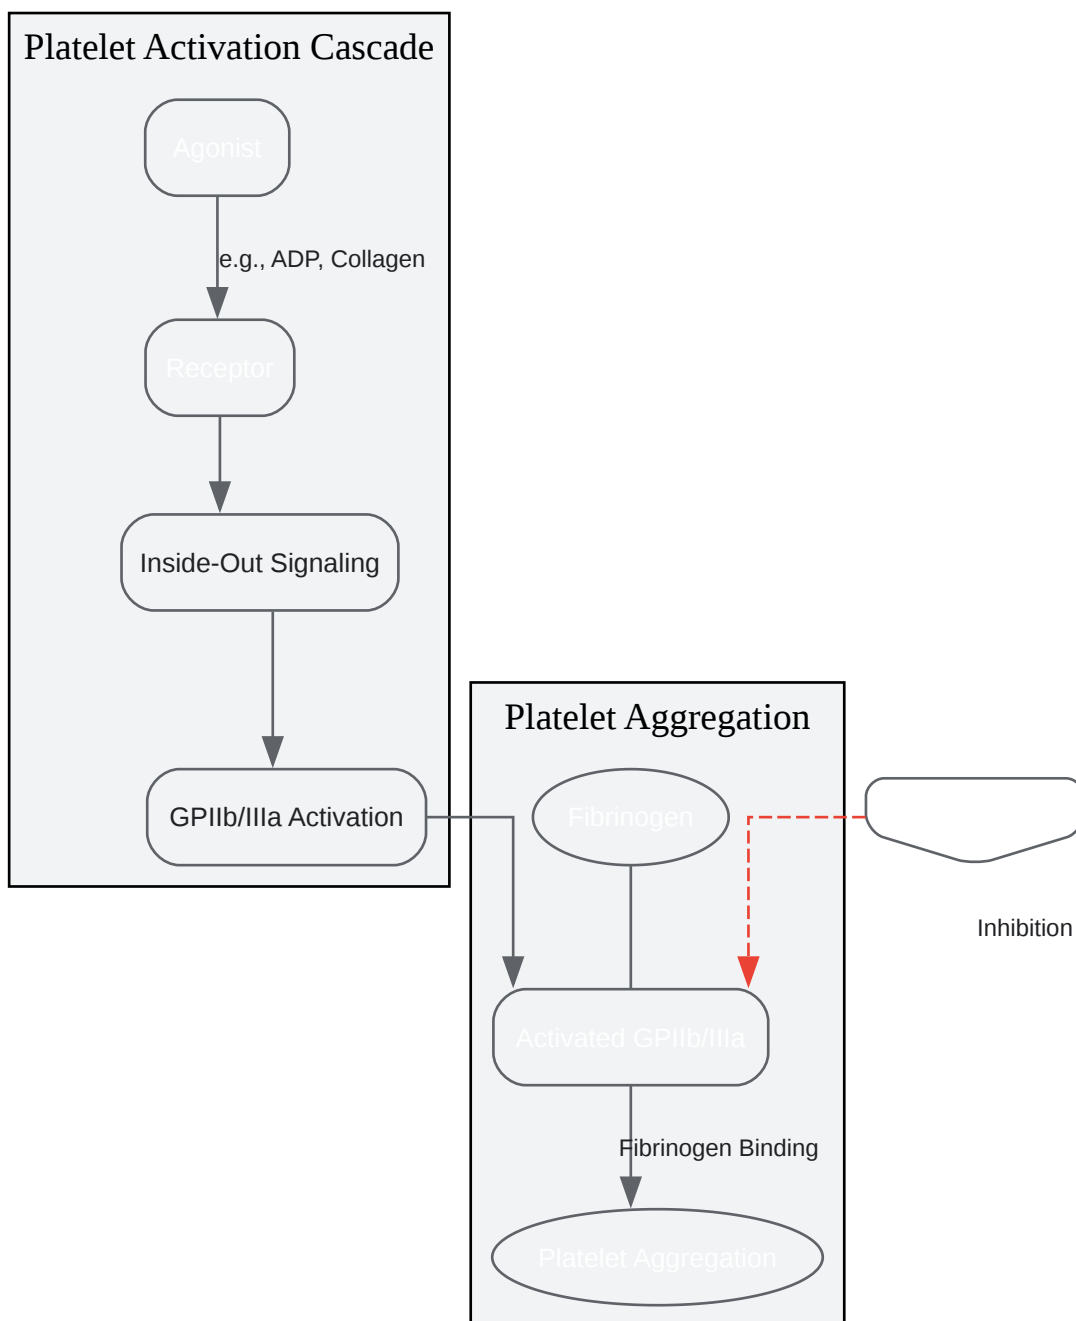 Platelet Activation Cascade
Agonist
e.g., ADP, Collagen
Receptor
Inside-Out Signaling
GPIIb/IIIa Activation
Platelet Aggregation
Fibrinogen
Inhibition
Activated GPIIb/IIIa
Fibrinogen Binding
Platelet Aggregation